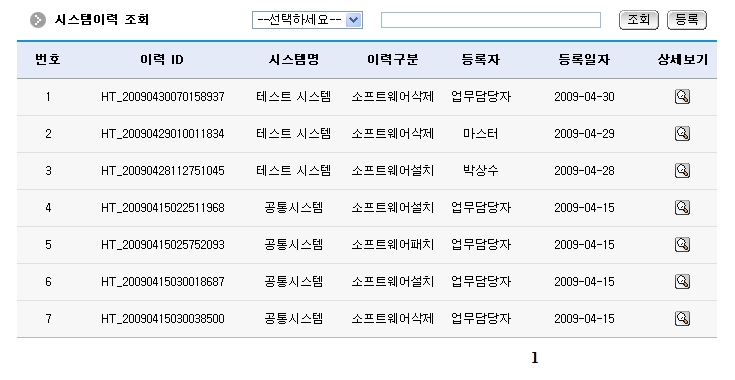 시스템이력 조회 --선택하세요-- 조회 등록
번호 이력 ID 시스템명 이력구분 등록자 등록일자 상세보기
1 HT_20090430070158937 테스트 시스템 소프트웨어삭제 업무담당자 2009-04-30
2 HT_20090429010011834 테스트 시스템 소프트웨어삭제 마스터 2009-04-29
3 HT_20090428112751045 테스트 시스템 소프트웨어설치 박상수 2009-04-28
4 HT_20090415022511968 공통시스템 소프트웨어설치 업무담당자 2009-04-15
5 HT_20090415025752093 공통시스템 소프트웨어패치 업무담당자 2009-04-15
6 HT_20090415030018687 공통시스템 소프트웨어설치 업무담당자 2009-04-15
7 HT_20090415030038500 공통시스템 소프트웨어삭제 업무담당자 2009-04-15
1